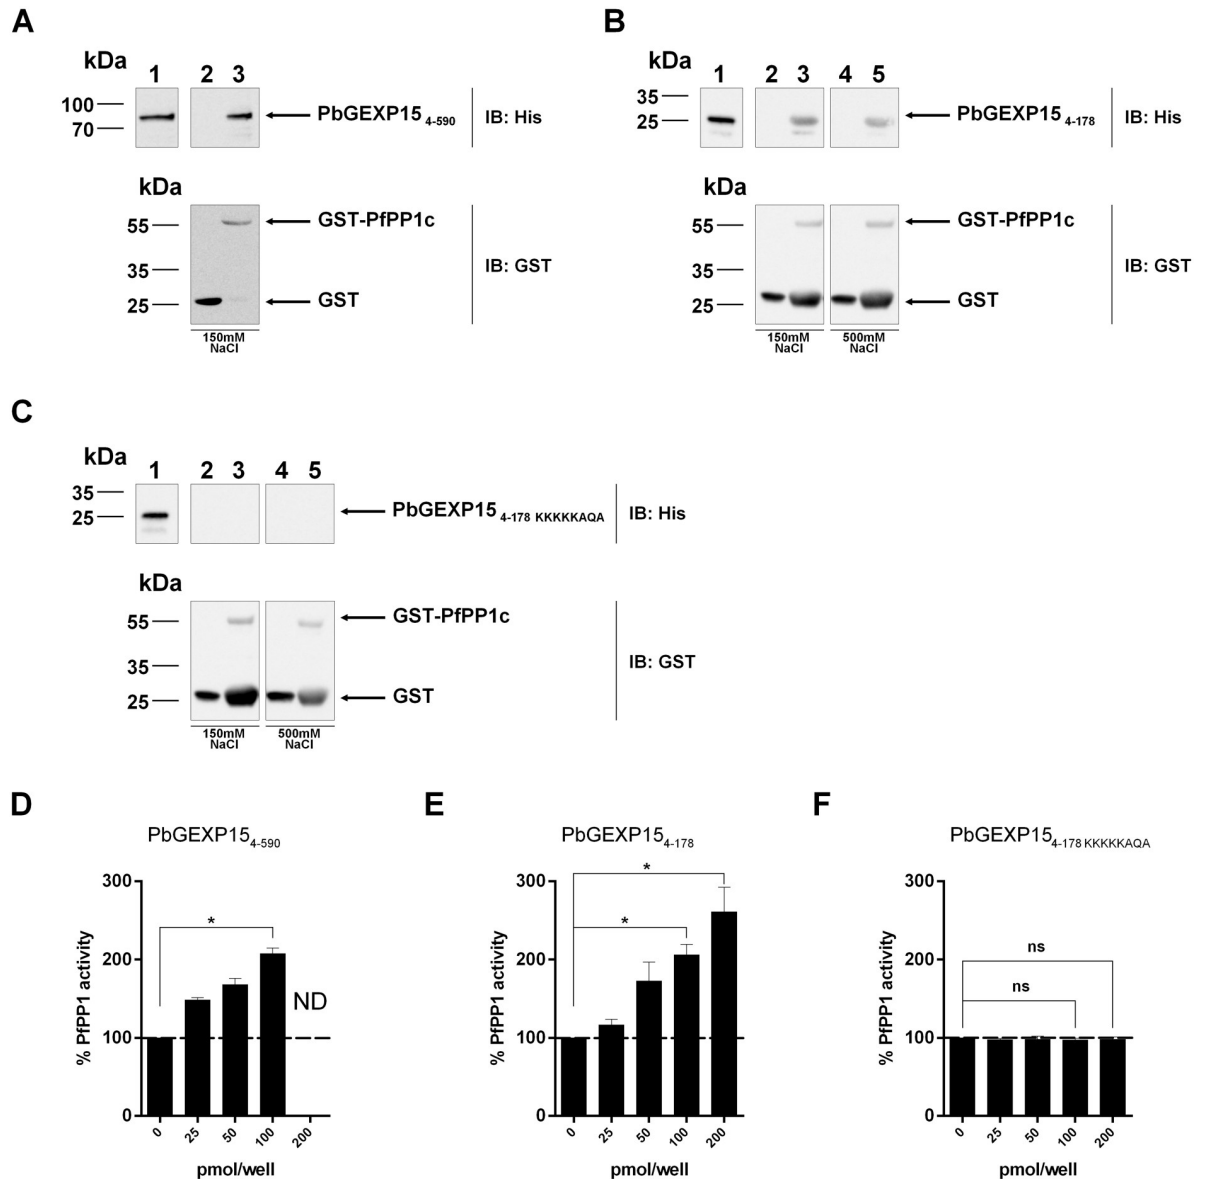 A
kDa
1 2 3
100
70
PbGEXP15 4-590
IB: His
kDa
55
35
25
GST-PfPP1c
GST
IB: GST
150mM
NaCl
B
kDa
1 2 3 4 5
35
25
PbGEXP15 4-178
IB: His
kDa
55
35
25
GST-PfPP1c
GST
IB: GST
150mM 500mM
NaCl NaCl
C
kDa
1 2 3 4 5
35
25
PbGEXP15 4-178 KKKKKAQA
IB: His
kDa
55
35
25
GST-PfPP1c
GST
IB: GST
150mM 500mM
NaCl NaCl
D
PbGEXP15 4-590
% PfPP1 activity
300
200
100
0
*
ND
0 25 50 100 200
pmol/well
E
PbGEXP15 4-178
% PfPP1 activity
300
200
100
0
*
*
0 25 50 100 200
pmol/well
F
PbGEXP15 4-178 KKKKKAQA
% PfPP1 activity
300
200
100
0
ns
ns
0 25 50 100 200
pmol/well